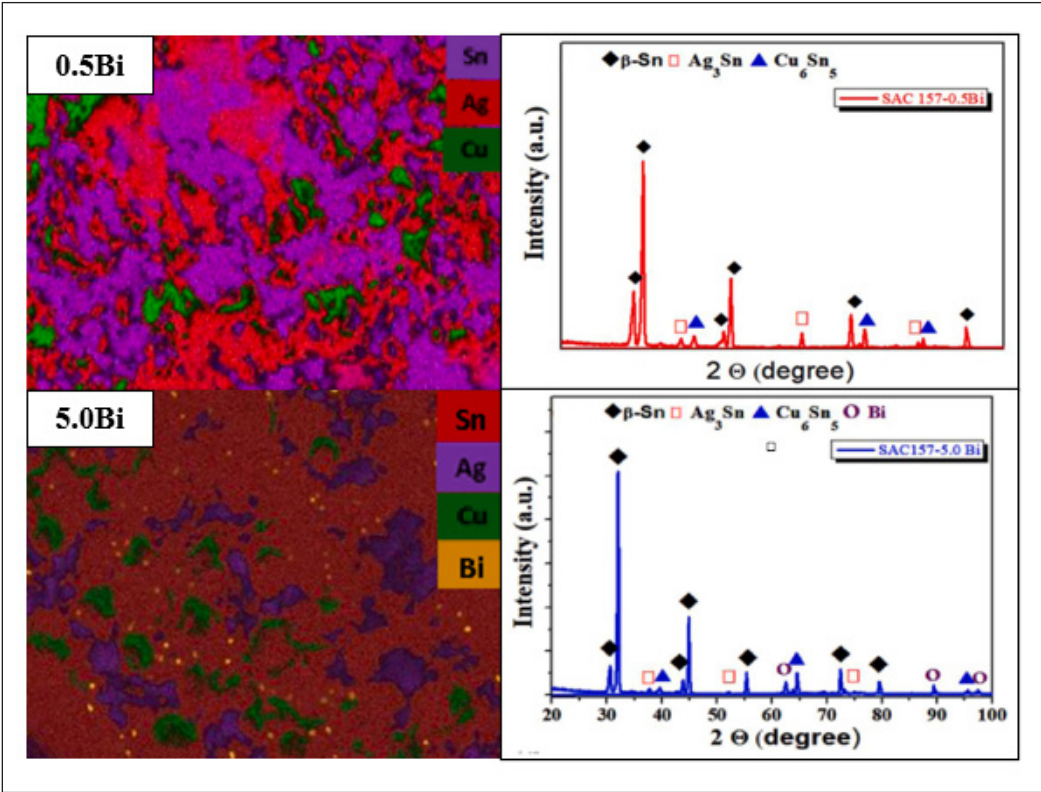 0.5Bi
Sn
Ag
Cu
β-Sn Ag3Sn Cu6Sn5
SAC 157-0.5Bi
Intensity (a.u.)
2 Θ (degree)
5.0Bi
Sn
Ag
Cu
Bi
β-Sn Ag3Sn Cu6Sn5 Bi
SAC157-5.0 Bi
Intensity (a.u.)
20 30 40 50 60 70 80 90 100
2 Θ (degree)